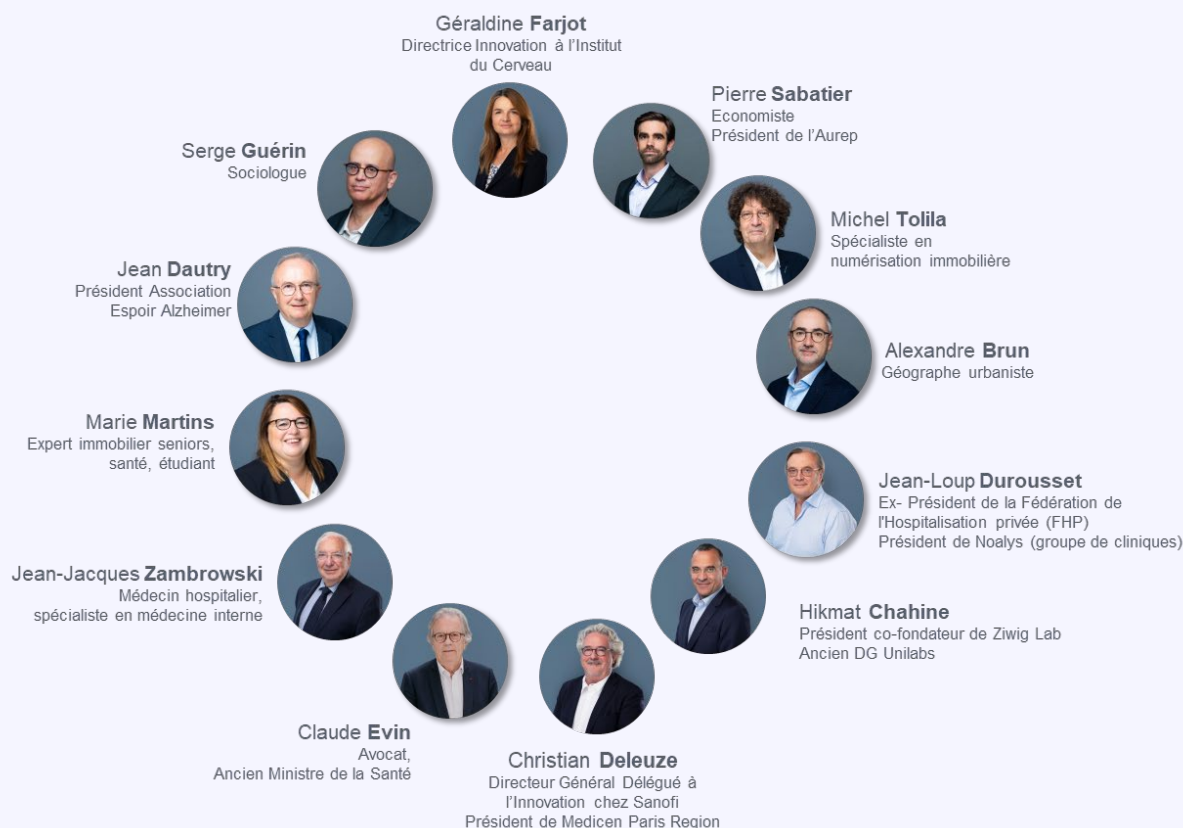 Géraldine Farjot
Directrice Innovation à l'Institut
du Cerveau
Pierre Sabatier
Economiste
Président de l'Aurep
Serge Guérin
Sociologue
Michel Tolila
Spécialiste en
numérisation immobilière
Jean Dautry
Président Association
Espoir Alzheimer
Alexandre Brun
Géographe urbaniste
Marie Martins
Expert immobilier seniors,
santé, étudiant
Jean-Loup Durousset
Ex- Président de la Fédération de
l'Hospitalisation privée (FHP)
Président de Noalys (groupe de cliniques)
Jean-Jacques Zambrowski
Médecin hospitalier,
spécialiste en médecine interne
Hikmat Chahine
Président co-fondateur de Ziwig Lab
Ancien DG Unilabs
Claude Evin
Avocat,
Ancien Ministre de la Santé
Christian Deleuze
Directeur Général Délégué à
l'Innovation chez Sanofi
Président de Medicen Paris Region